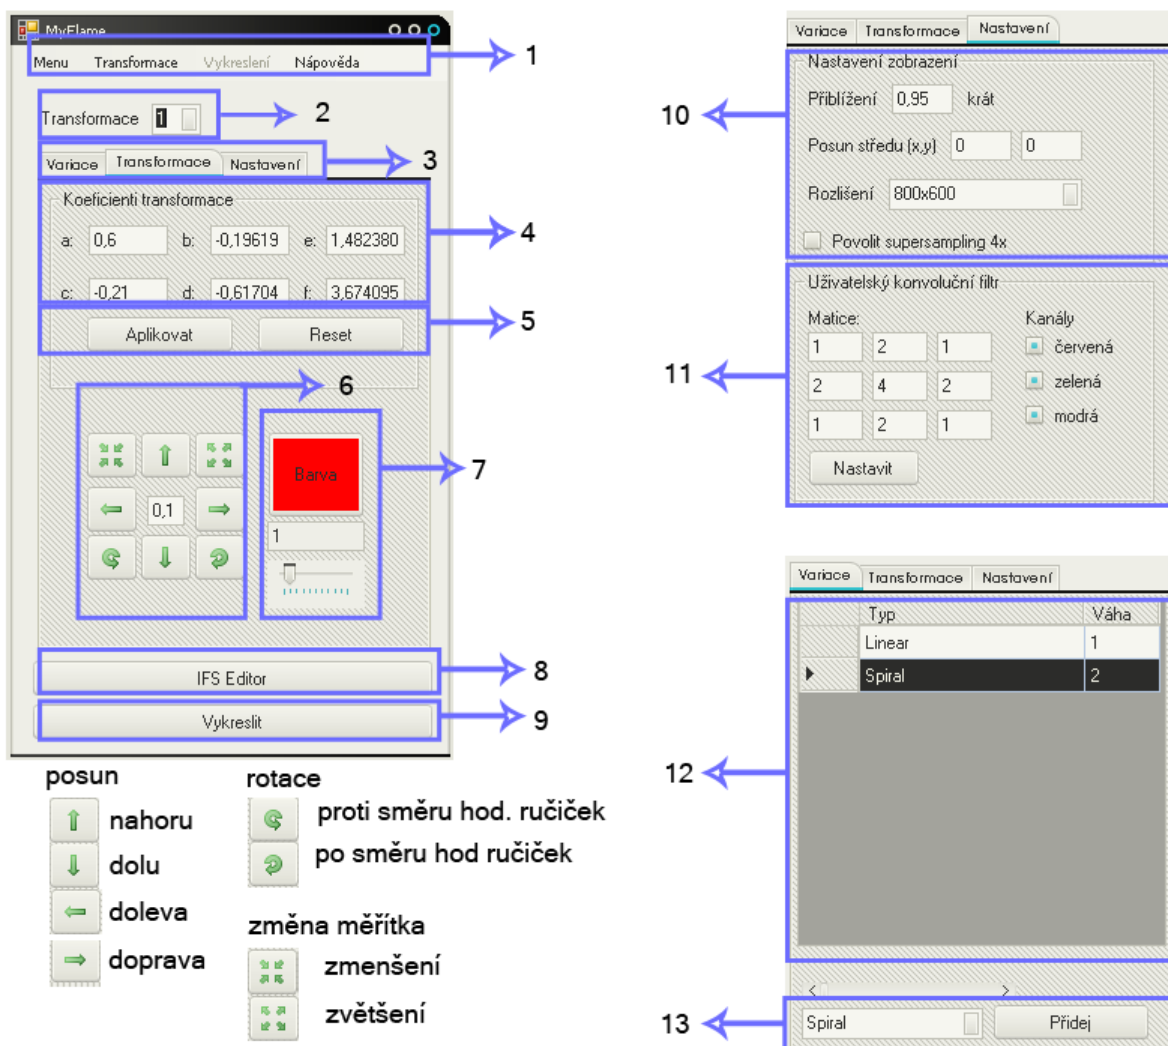 MyFlame
Menu Transformace Vykreslení Nápověda
1
Transformace 1
2
Variace Transformace Nastavení
3
Koeficienti transformace
a: 0,6 b: -0,19619 e: 1,482380
4
c: -0,21 d: -0,61704 f: 3,674095
Aplikovat Reset
5
6
Barva
7
0,1
1
IFS Editor
8
Vykreslit
9
posun
nahoru
dolu
doleva
doprava
rotace
proti směru hod. ručiček
po směru hod ručiček
změna měřítka
zmenšení
zvětšení
Variace Transformace Nastavení
Nastavení zobrazení
Přiblížení 0,95 krát
10
Posun středu (x,y) 0 0
Rozlišení 800x600
Povolit supersampling 4x
Uživatelský konvoluční filtr
Matice: Kanály
1 2 1 červená
11
2 4 2 zelená
1 2 1 modrá
Nastavit
Variace Transformace Nastavení
Typ Váha
Linear 1
Spiral 2
12
13
Spiral Přidej